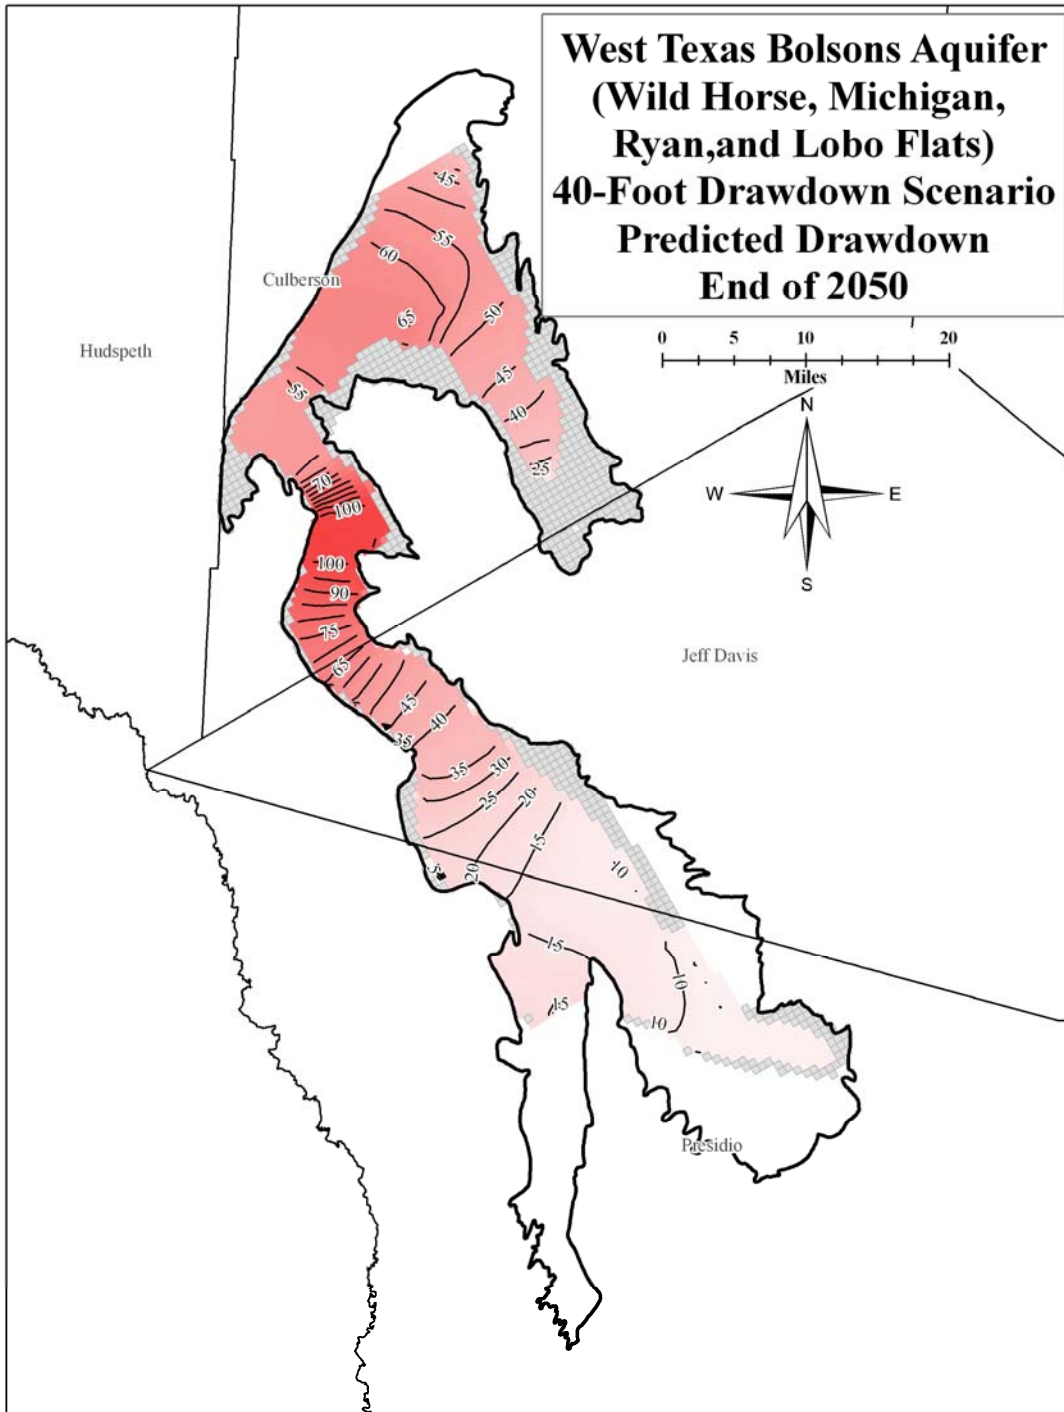 West Texas Bolsons Aquifer
(Wild Horse, Michigan,
Ryan,and Lobo Flats)
40-Foot Drawdown Scenario
Predicted Drawdown
End of 2050
0 5 10 20
Miles
N
W E
S
45
55
60
Culberson
65
50
Hudspeth
45
55
40
25
70
100
100
90
75
Jeff Davis
65
45
40
35
35
30
25
20
15
5
20
10
15
10
15
10
Presidio